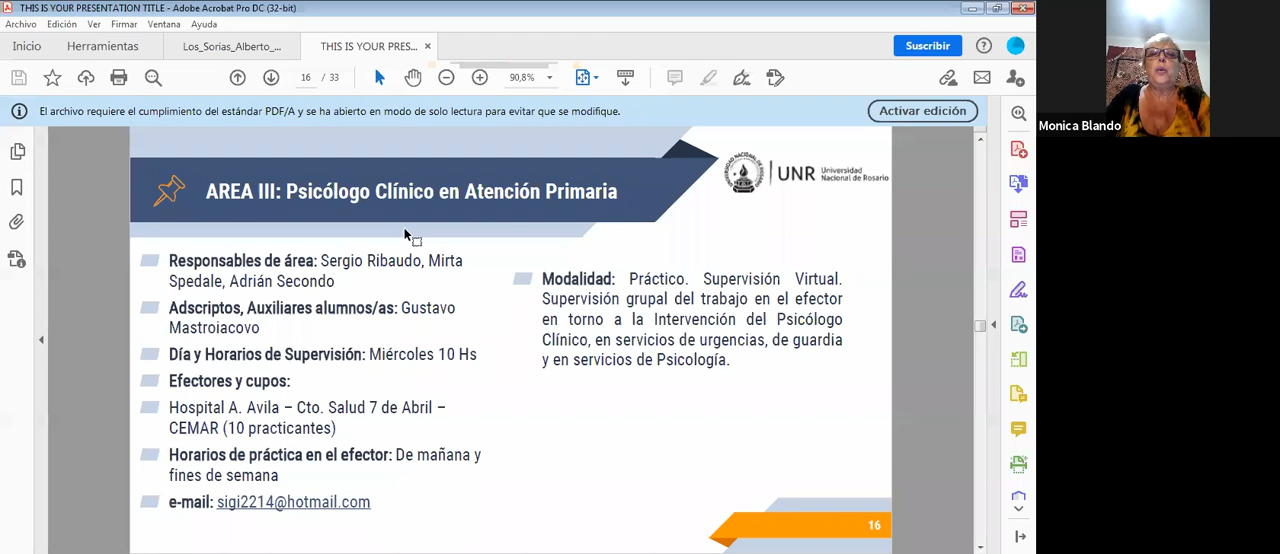 THIS IS YOUR PRESENTATION TITLE - Adobe Acrobat Pro DC (32-bit)
Archivo Edición Ver Firmar Ventana Ayuda
Inicio Herramientas Los_Sorias_Alberto_... THIS IS YOUR PRES... × Suscribir
16 / 33 90,8%
El archivo requiere el cumplimiento del estándar PDF/A y se ha abierto en modo de solo lectura para evitar que se modifique. Activar edición
Monica Blando
AREA III: Psicólogo Clínico en Atención Primaria
UNR Universidad
Nacional de Rosario
Responsables de área: Sergio Ribaudo, Mirta
Spedale, Adrián Secondo
Adscriptos, Auxiliares alumnos/as: Gustavo
Mastroiacovo
Día y Horarios de Supervisión: Miércoles 10 Hs
Efectores y cupos:
Hospital A. Avila – Cto. Salud 7 de Abril –
CEMAR (10 practicantes)
Horarios de práctica en el efector: De mañana y
fines de semana
e-mail: sigi2214@hotmail.com
Modalidad: Práctico. Supervisión Virtual.
Supervisión grupal del trabajo en el efector
en torno a la Intervención del Psicólogo
Clínico, en servicios de urgencias, de guardia
y en servicios de Psicología.
16